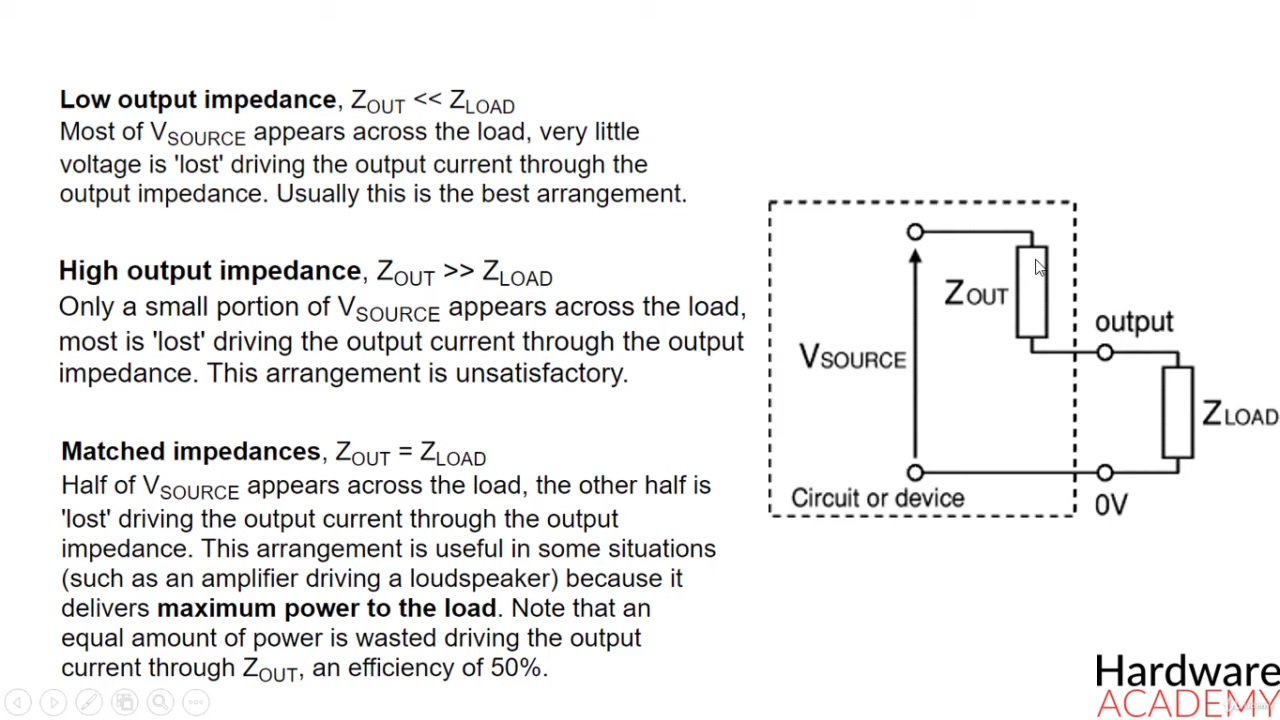 Low output impedance, ZOUT << ZLOAD
Most of VSOURCE appears across the load, very little
voltage is 'lost' driving the output current through the
output impedance. Usually this is the best arrangement.
High output impedance, ZOUT >> ZLOAD
Only a small portion of VSOURCE appears across the load,
most is 'lost' driving the output current through the output
impedance. This arrangement is unsatisfactory.
Matched impedances, ZOUT = ZLOAD
Half of VSOURCE appears across the load, the other half is
'lost' driving the output current through the output
impedance. This arrangement is useful in some situations
(such as an amplifier driving a loudspeaker) because it
delivers maximum power to the load. Note that an
equal amount of power is wasted driving the output
current through ZOUT, an efficiency of 50%.
ZOUT
output
VSOURCE
ZLOAD
Circuit or device
0V
Hardware
ACADEMY